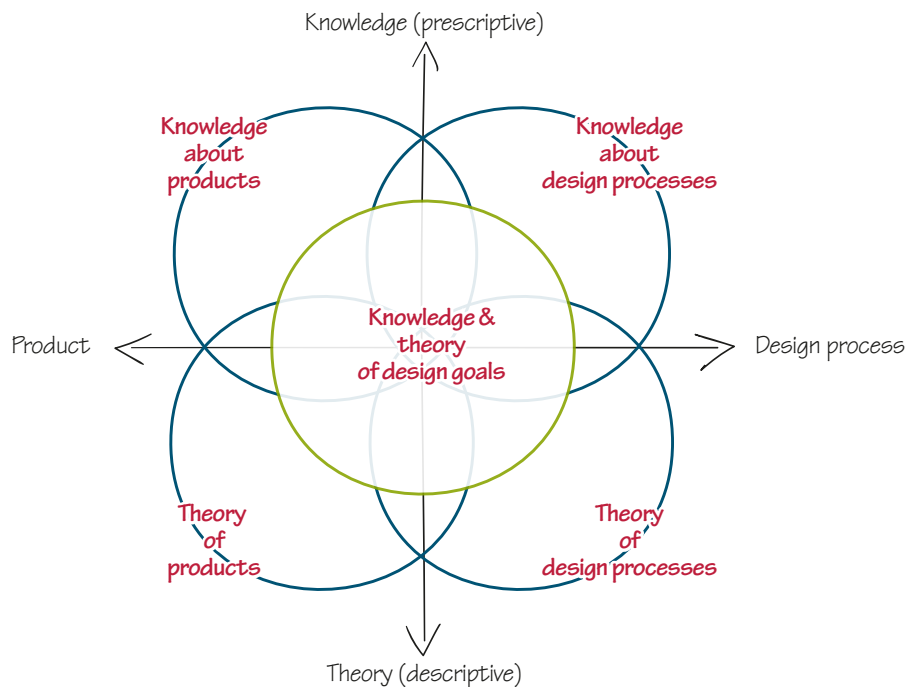 Knowledge (prescriptive)
Knowledge
about
products
Knowledge
about
design processes
Product
Knowledge &
theory
of design goals
Design process
Theory
of
products
Theory
of
design processes
Theory (descriptive)